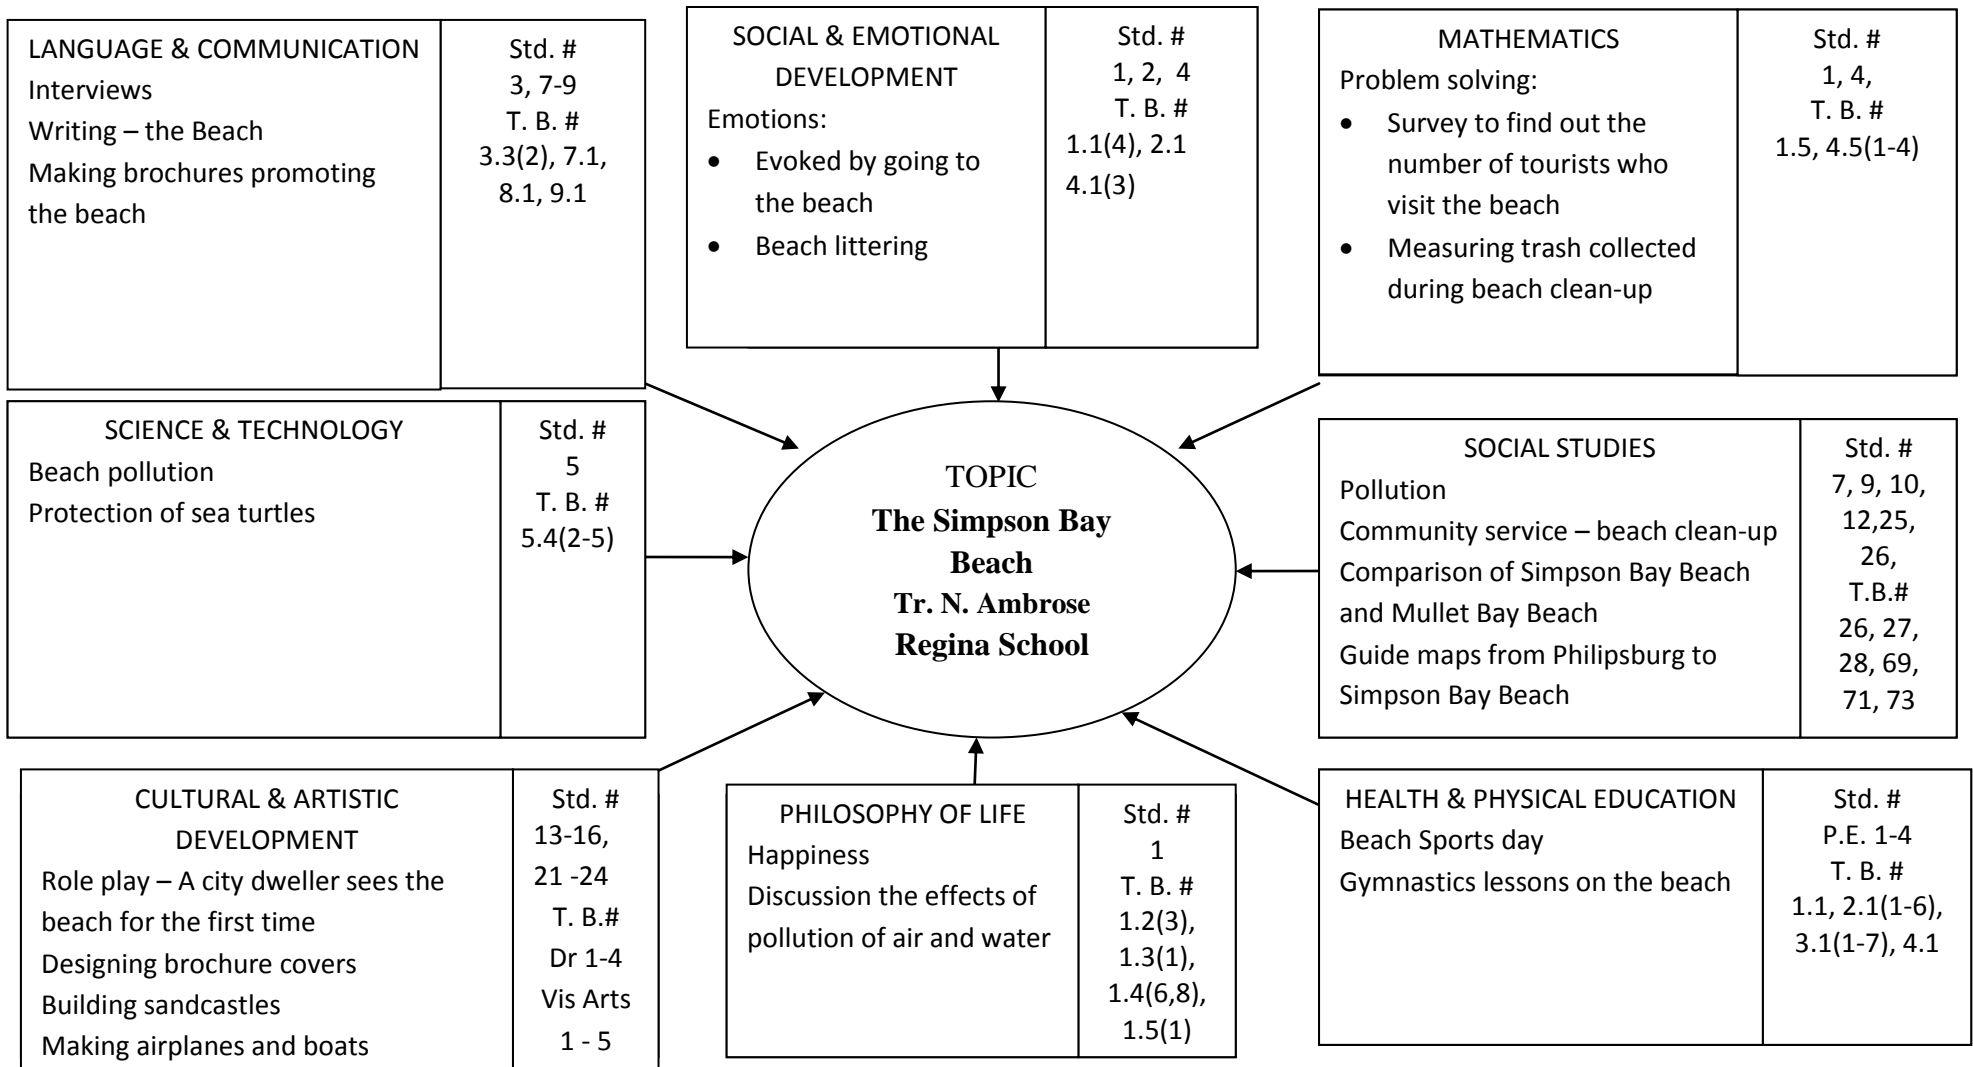 LANGUAGE & COMMUNICATION
Interviews
Writing – the Beach
Making brochures promoting
the beach
Std. #
3, 7-9
T. B. #
3.3(2), 7.1,
8.1, 9.1
SOCIAL & EMOTIONAL
DEVELOPMENT
Emotions:
• Evoked by going to
the beach
• Beach littering
Std. #
1, 2, 4
T. B. #
1.1(4), 2.1
4.1(3)
MATHEMATICS
Problem solving:
• Survey to find out the
number of tourists who
visit the beach
• Measuring trash collected
during beach clean-up
Std. #
1, 4,
T. B. #
1.5, 4.5(1-4)
SCIENCE & TECHNOLOGY
Beach pollution
Protection of sea turtles
Std. #
5
T. B. #
5.4(2-5)
TOPIC
The Simpson Bay
Beach
Tr. N. Ambrose
Regina School
SOCIAL STUDIES
Pollution
Community service – beach clean-up
Comparison of Simpson Bay Beach
and Mullet Bay Beach
Guide maps from Philipsburg to
Simpson Bay Beach
Std. #
7, 9, 10,
12,25,
26,
T.B.#
26, 27,
28, 69,
71, 73
CULTURAL & ARTISTIC
DEVELOPMENT
Role play – A city dweller sees the
beach for the first time
Designing brochure covers
Building sandcastles
Making airplanes and boats
Std. #
13-16,
21 -24
T. B.#
Dr 1-4
Vis Arts
1 - 5
PHILOSOPHY OF LIFE
Happiness
Discussion the effects of
pollution of air and water
Std. #
1
T. B. #
1.2(3),
1.3(1),
1.4(6,8),
1.5(1)
HEALTH & PHYSICAL EDUCATION
Beach Sports day
Gymnastics lessons on the beach
Std. #
P.E. 1-4
T. B. #
1.1, 2.1(1-6),
3.1(1-7), 4.1